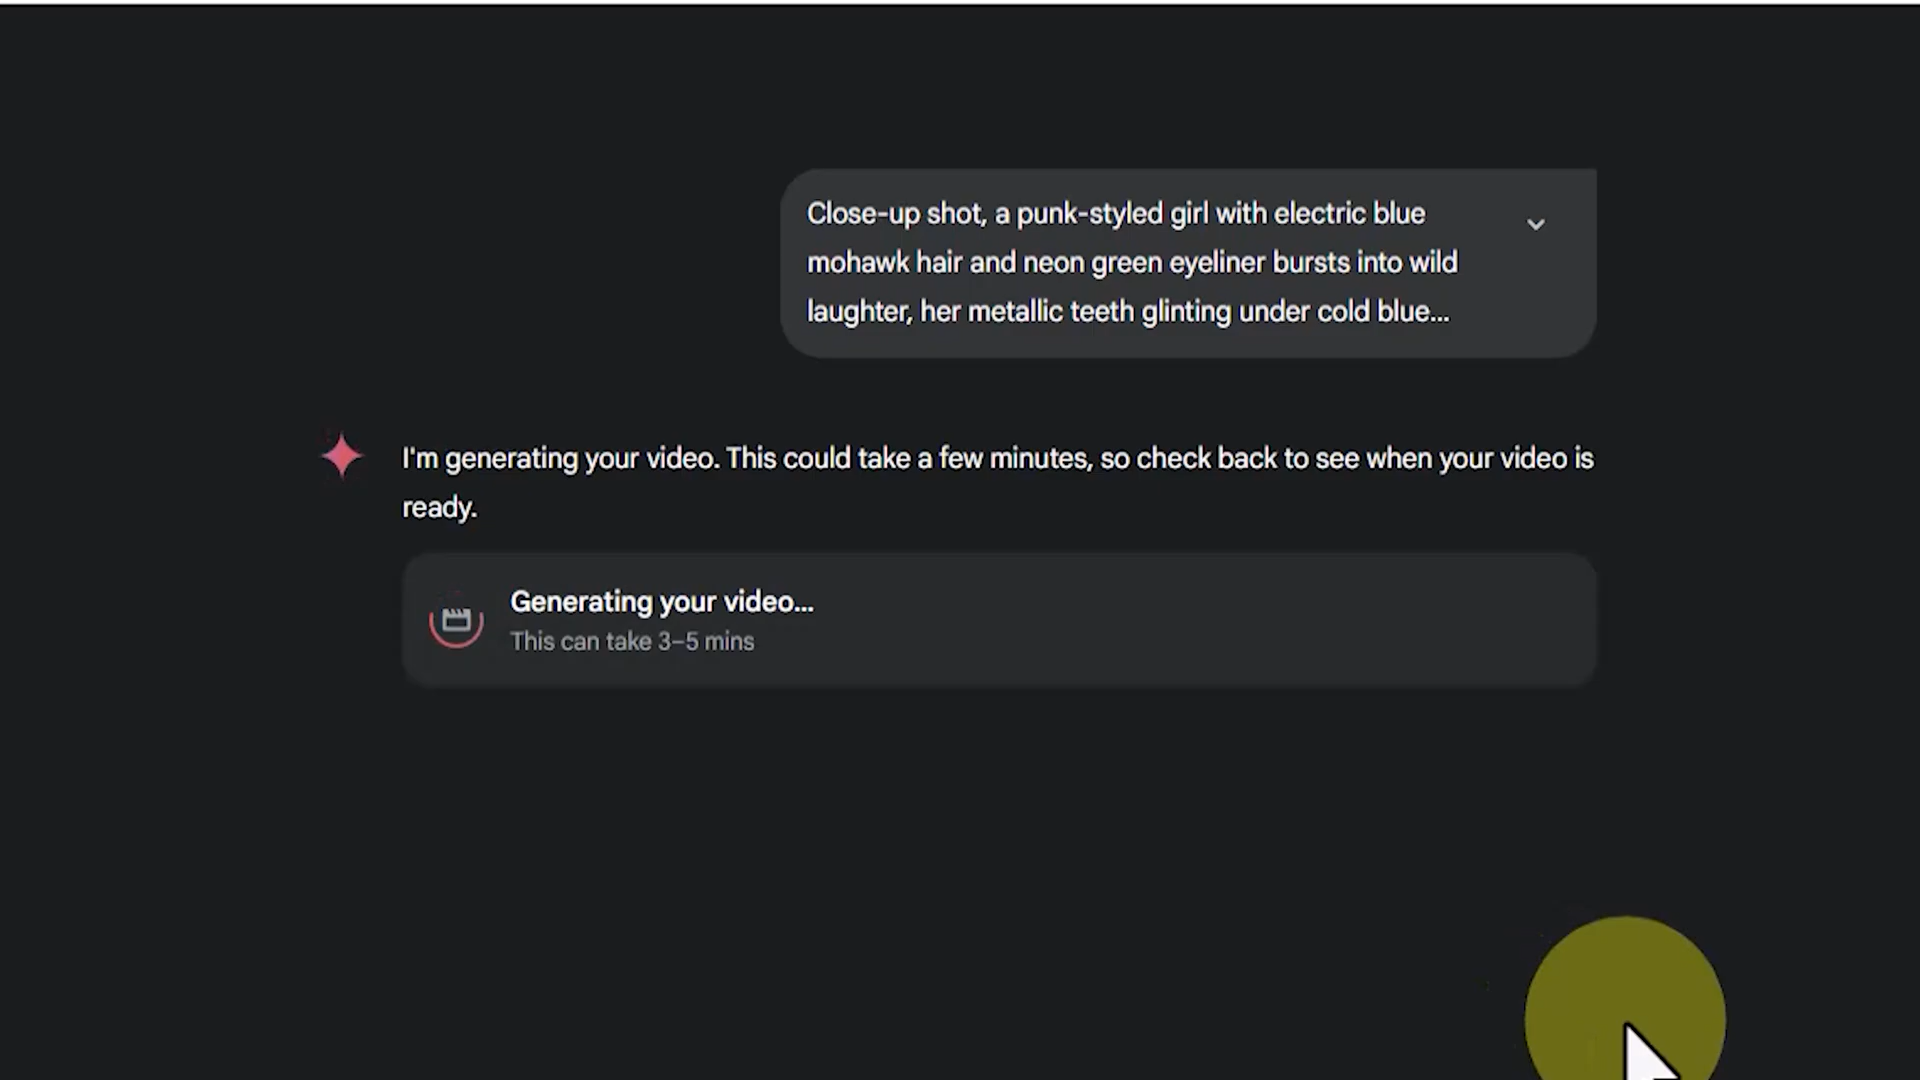 Close-up shot, a punk-styled girl with electric blue
mohawk hair and neon green eyeliner bursts into wild
laughter, her metallic teeth glinting under cold blue...
I'm generating your video. This could take a few minutes, so check back to see when your video is
ready.
Generating your video...
This can take 3–5 mins